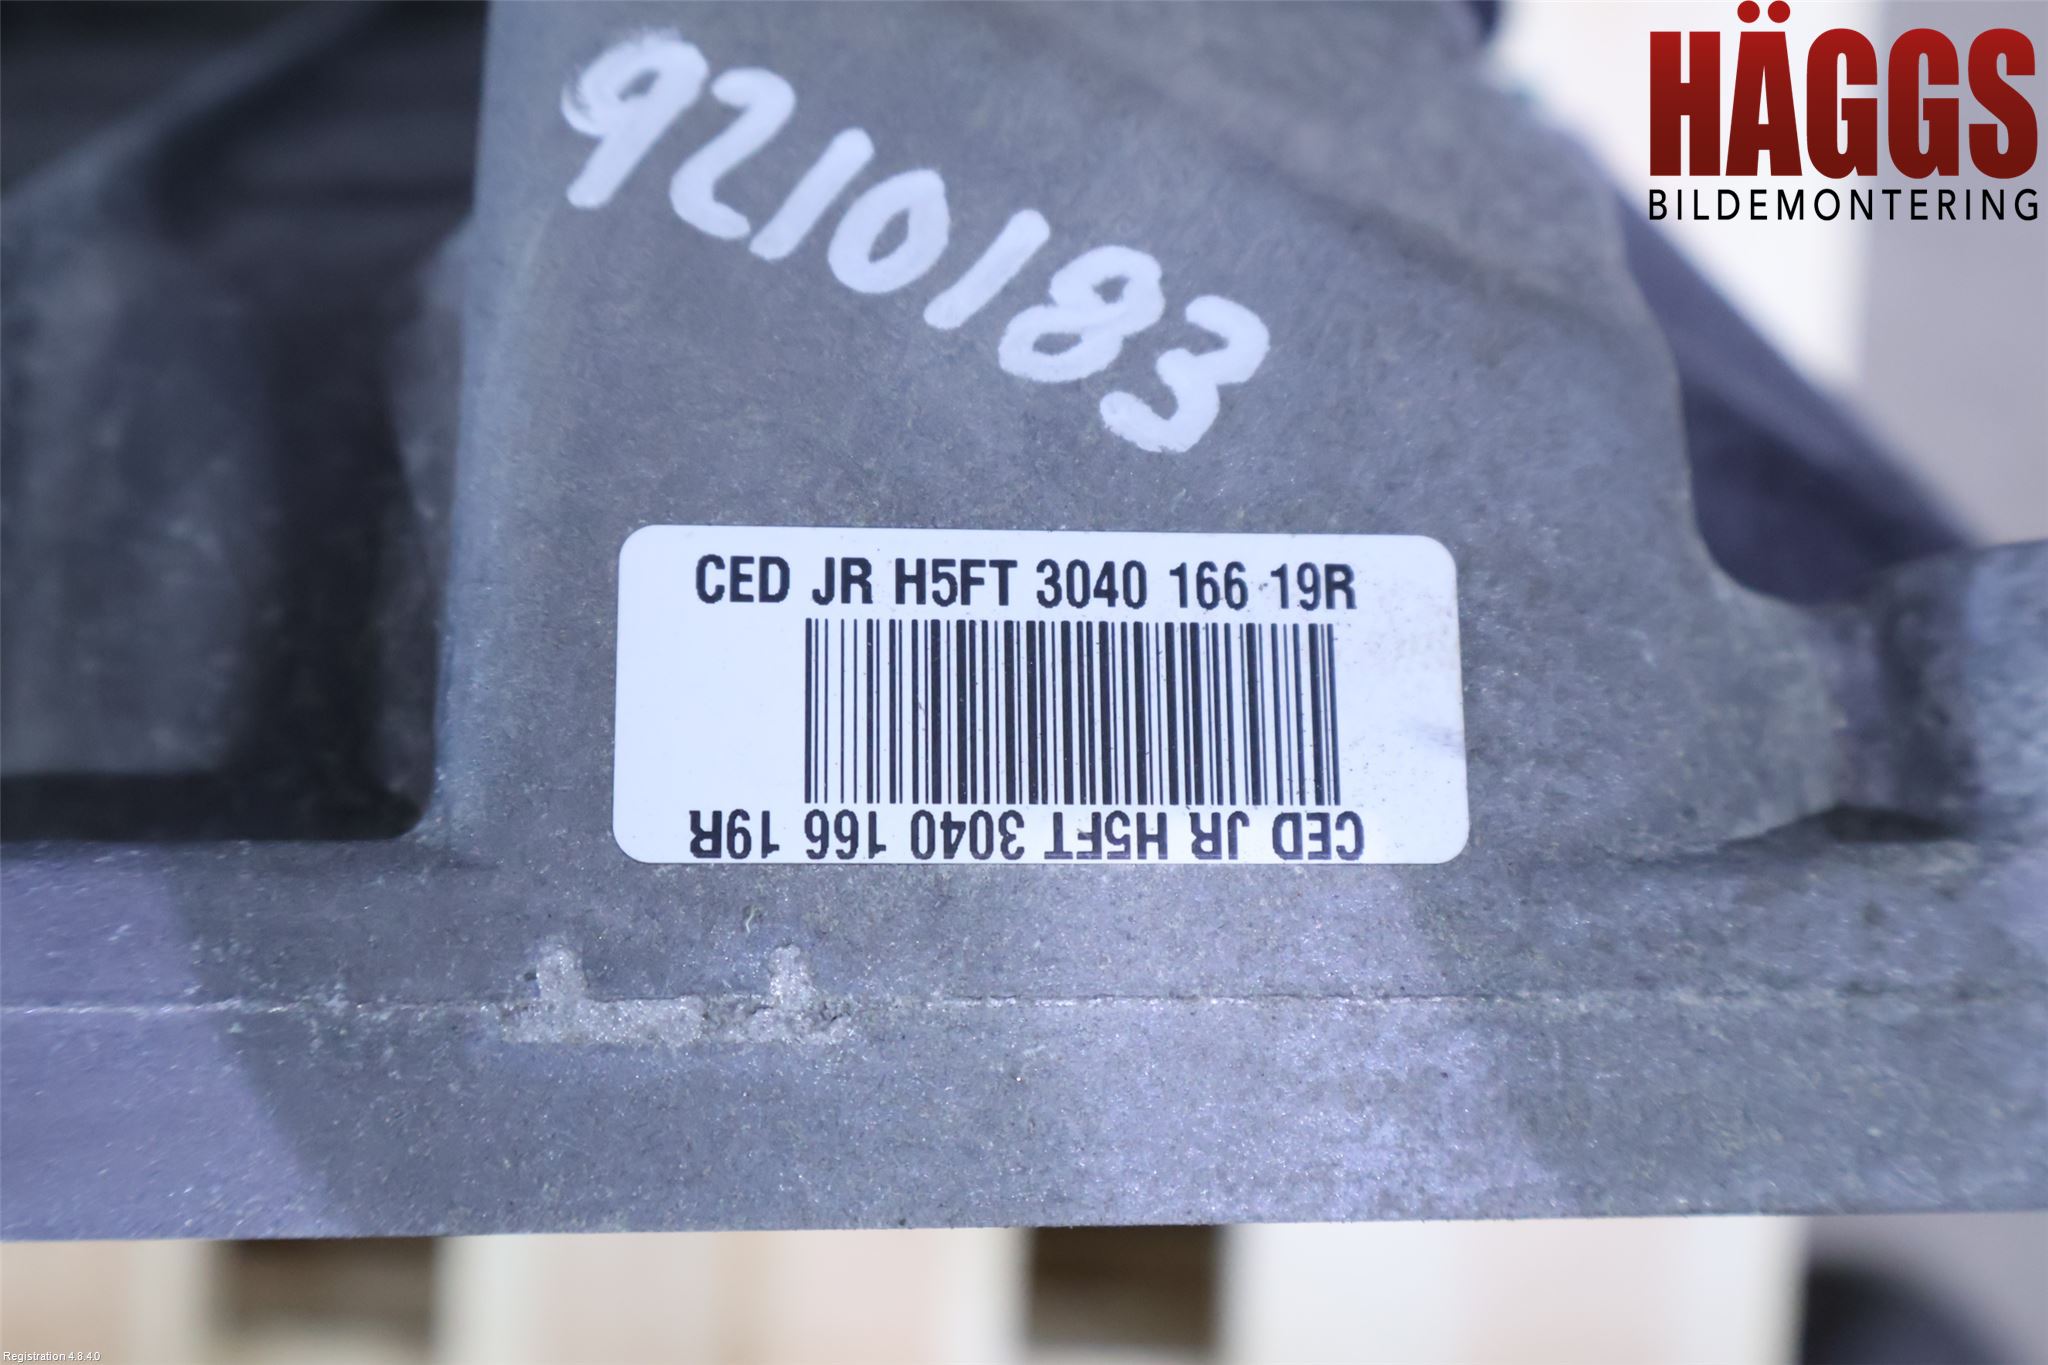 HÄGGS
BILDEMONTERING
9210183
CED JR H5FT 3040 166 19R
CED JR H5FT 3040 166 19R
Registration 4.8.4.0